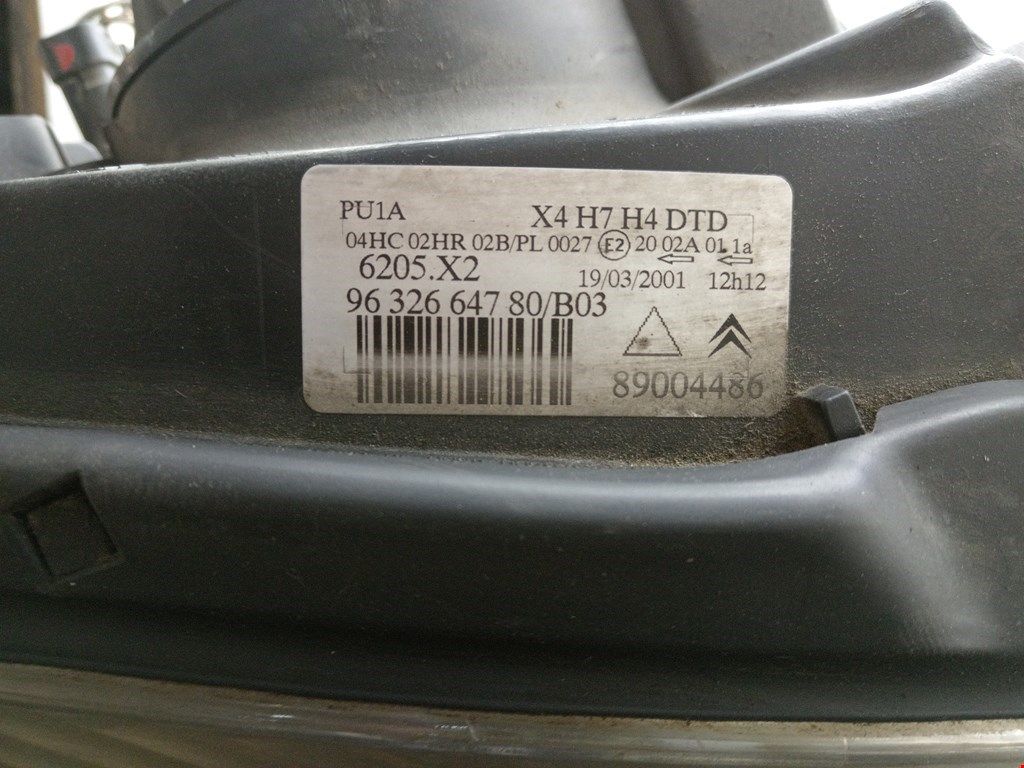 PU1A X4 H7 H4 DTD
04HC 02HR 02B/PL 0027 E2 20 02A 01.1a
6205.X2 19/03/2001 12h12
96 326 647 80/B03
89004486